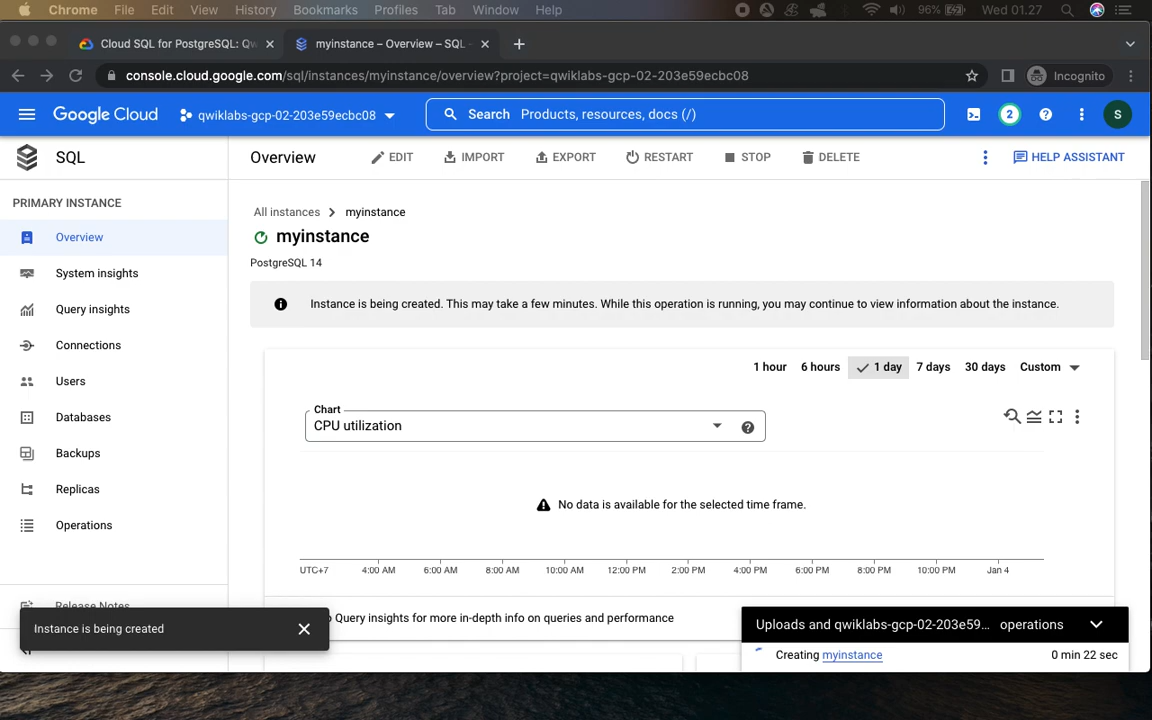 Chrome File Edit View History Bookmarks Profiles Tab Window Help 96% Wed 01.27
Cloud SQL for PostgreSQL: Qw
myinstance – Overview – SQL
console.cloud.google.com/sql/instances/myinstance/overview?project=qwiklabs-gcp-02-203e59ecbc08
Incognito
Google Cloud qwiklabs-gcp-02-203e59ecbc08 Search Products, resources, docs (/) 2 S
SQL Overview EDIT IMPORT EXPORT RESTART STOP DELETE HELP ASSISTANT
PRIMARY INSTANCE
Overview
System insights
Query insights
Connections
Users
Databases
Backups
Replicas
Operations
Release Notes
All instances myinstance
myinstance
PostgreSQL 14
Instance is being created. This may take a few minutes. While this operation is running, you may continue to view information about the instance.
1 hour 6 hours 1 day 7 days 30 days Custom
Chart
CPU utilization
No data is available for the selected time frame.
UTC+7 4:00 AM 6:00 AM 8:00 AM 10:00 AM 12:00 PM 2:00 PM 4:00 PM 6:00 PM 8:00 PM 10:00 PM Jan 4
Query insights for more in-depth info on queries and performance
Instance is being created
Uploads and qwiklabs-gcp-02-203e59... operations
Creating myinstance 0 min 22 sec